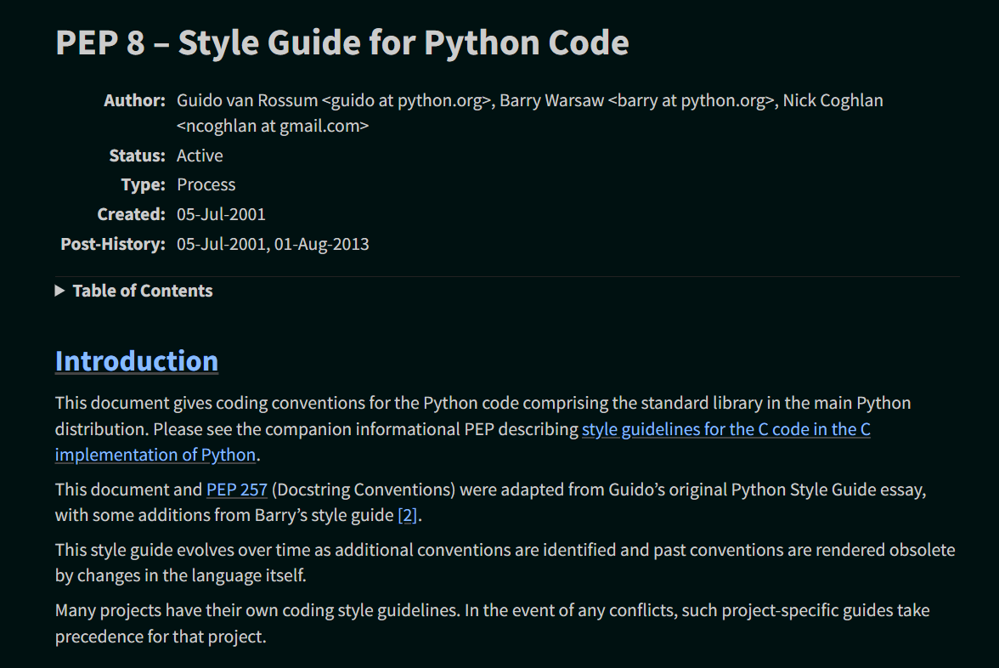 PEP 8 – Style Guide for Python Code
Author: Guido van Rossum <guido at python.org>, Barry Warsaw <barry at python.org>, Nick Coghlan
<ncoghlan at gmail.com>
Status: Active
Type: Process
Created: 05-Jul-2001
Post-History: 05-Jul-2001, 01-Aug-2013
Table of Contents
Introduction
This document gives coding conventions for the Python code comprising the standard library in the main Python
distribution. Please see the companion informational PEP describing style guidelines for the C code in the C
implementation of Python.
This document and PEP 257 (Docstring Conventions) were adapted from Guido’s original Python Style Guide essay,
with some additions from Barry’s style guide [2].
This style guide evolves over time as additional conventions are identified and past conventions are rendered obsolete
by changes in the language itself.
Many projects have their own coding style guidelines. In the event of any conflicts, such project-specific guides take
precedence for that project.